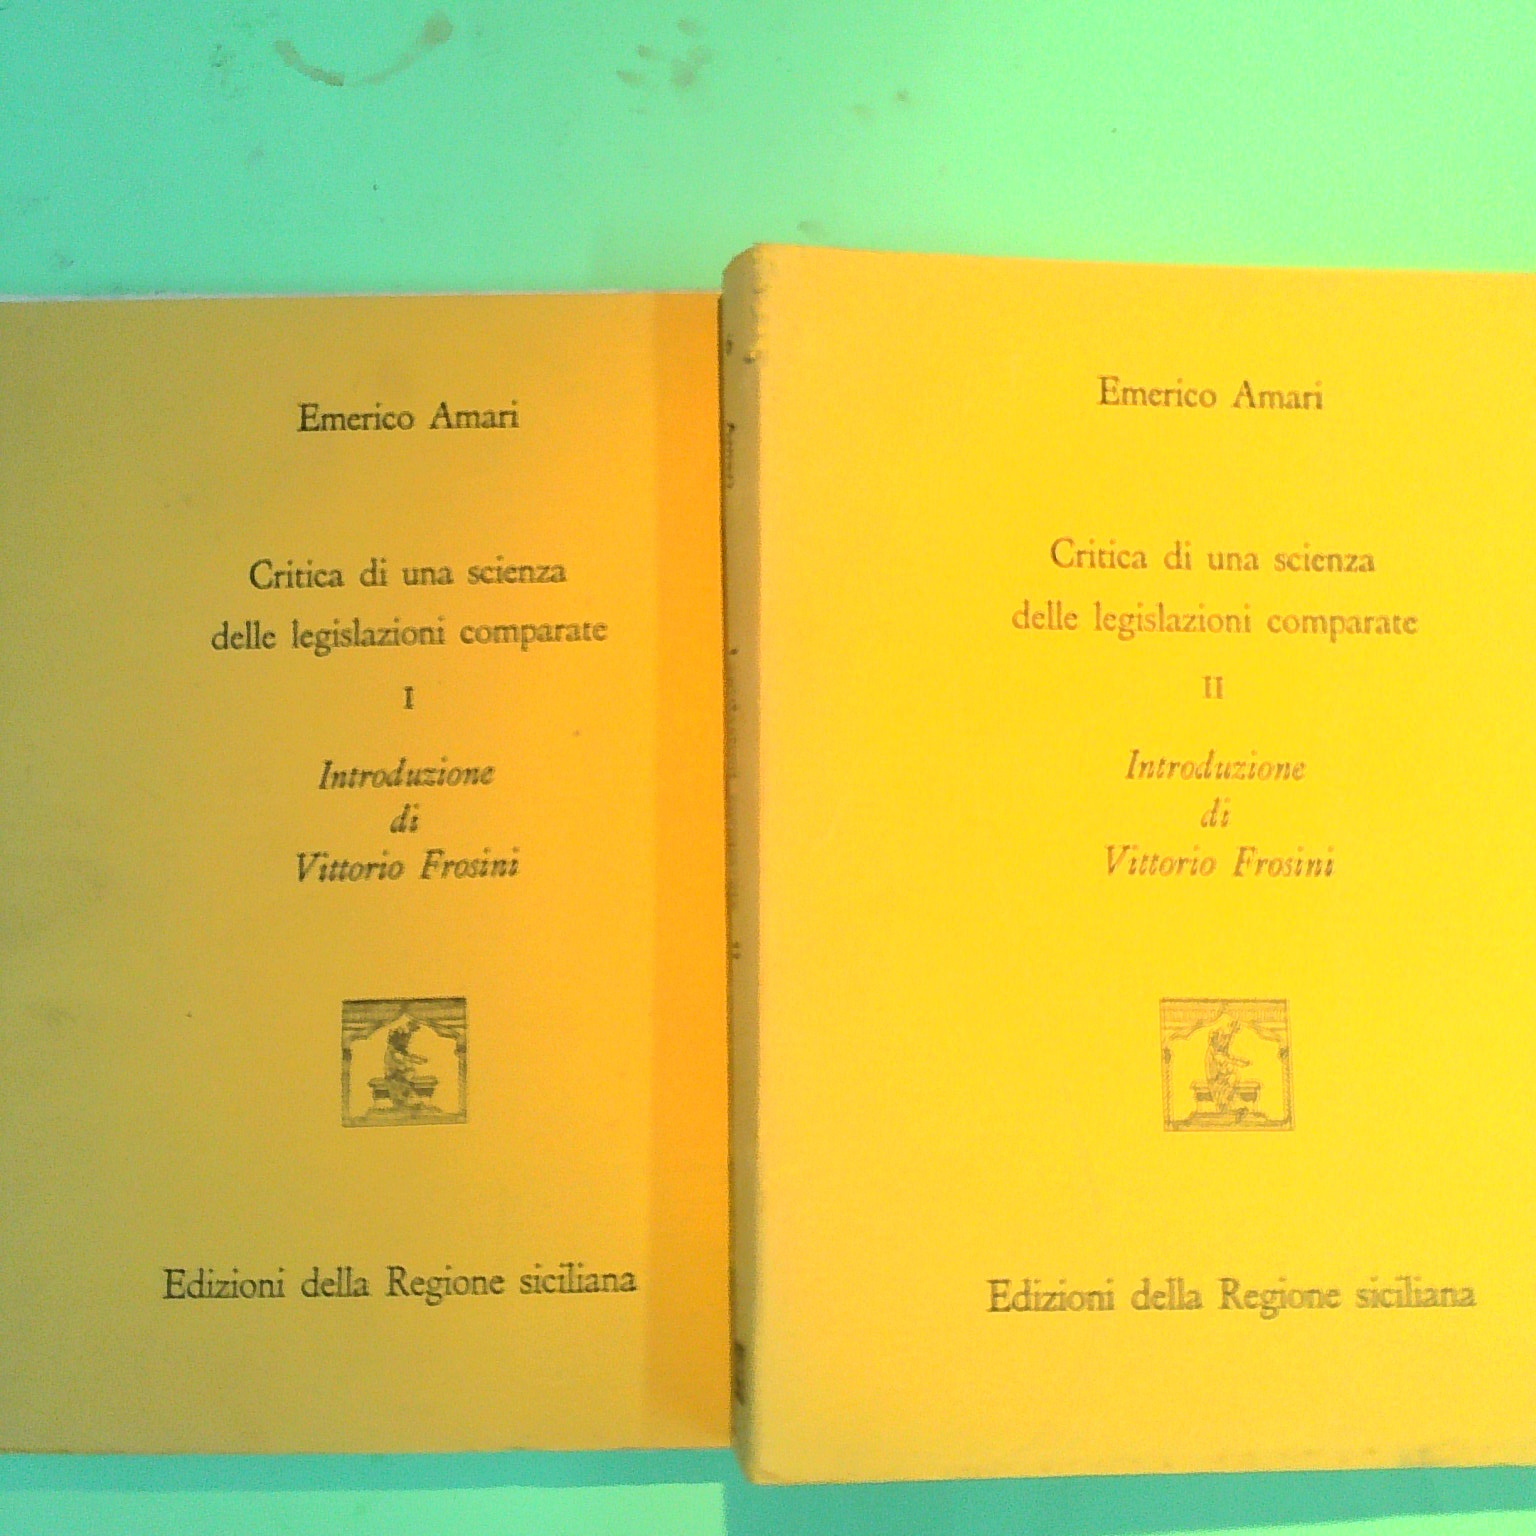 Emerico Amari
Critica di una scienza
delle legislazioni comparate
I
Introduzione
di
Vittorio Frosini
Edizioni della Regione siciliana
Emerico Amari
Critica di una scienza
delle legislazioni comparate
II
Introduzione
di
Vittorio Frosini
Edizioni della Regione siciliana